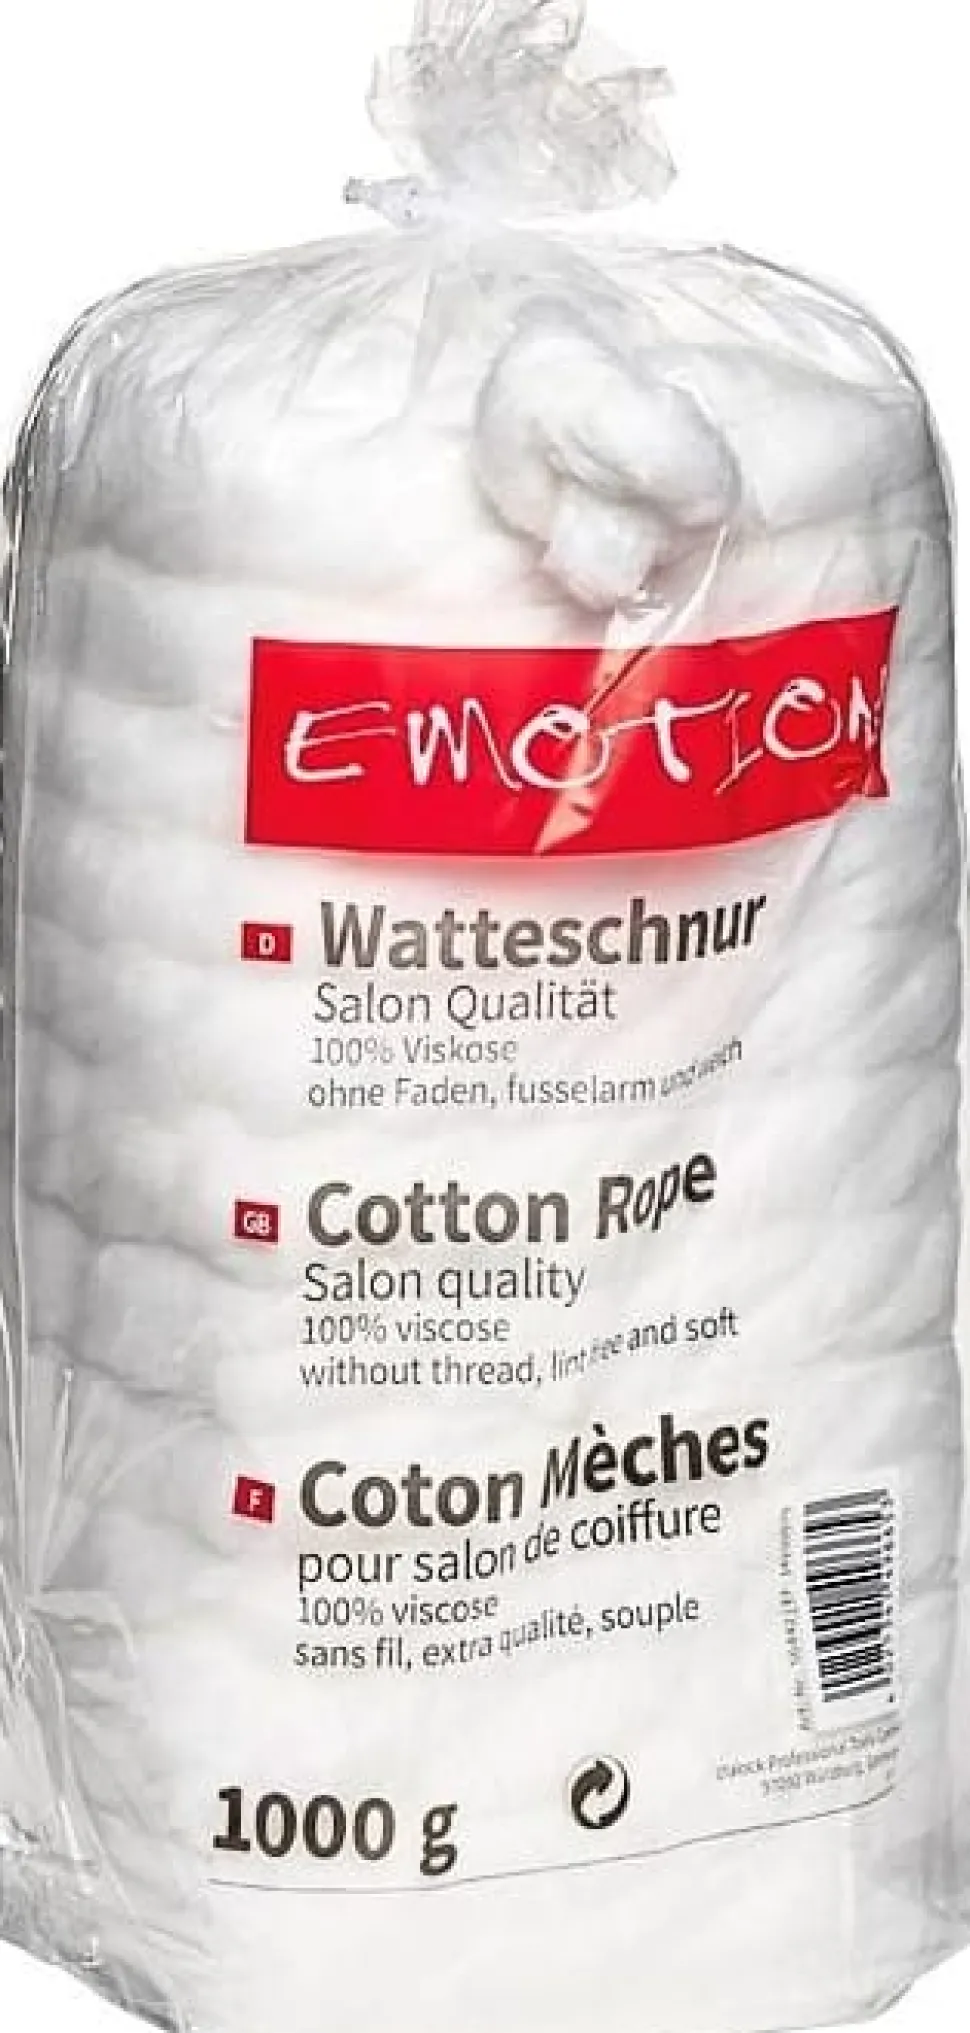 EMOTION
D
Watteschnur
Salon Qualität
100% Viskose
ohne Faden, fusselarm und weich
GB
Cotton Rope
Salon quality
100% viscose
without thread, lint free and soft
F
Coton Mèches
pour salon de coiffure
100% viscose
sans fil, extra qualité, souple
Professional
1000 g